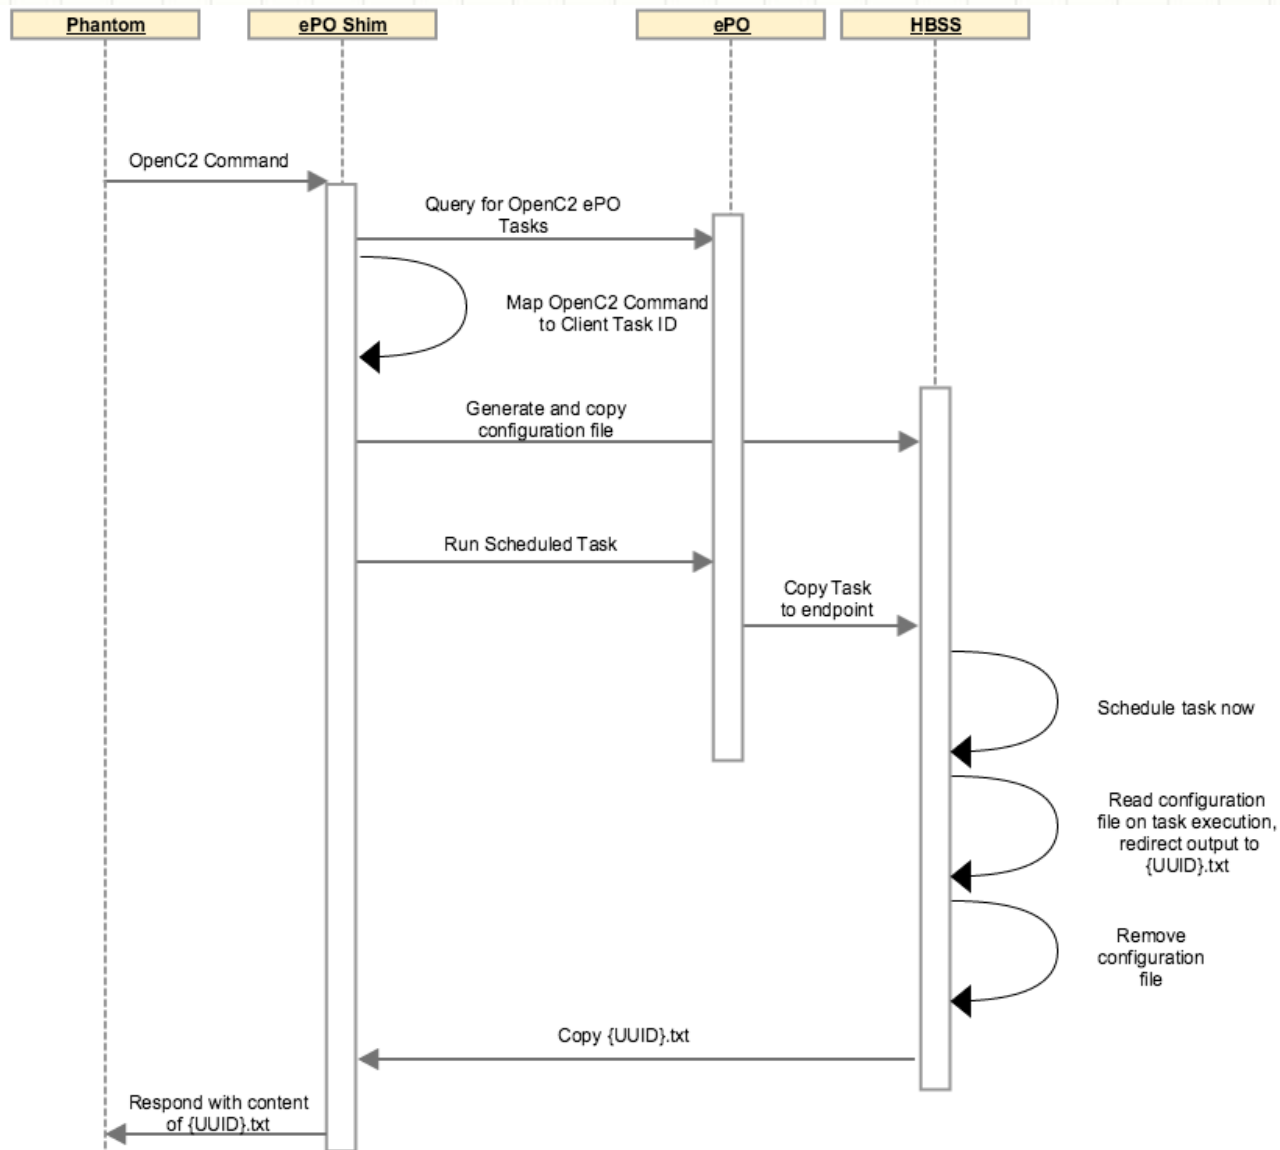 Phantom
ePO Shim
ePO
HBSS
OpenC2 Command
Query for OpenC2 ePO
Tasks
Map OpenC2 Command
to Client Task ID
Generate and copy
configuration file
Run Scheduled Task
Copy Task
to endpoint
Schedule task now
Read configuration
file on task execution,
redirect output to
{UUID}.txt
Remove
configuration
file
Copy {UUID}.txt
Respond with content
of {UUID}.txt